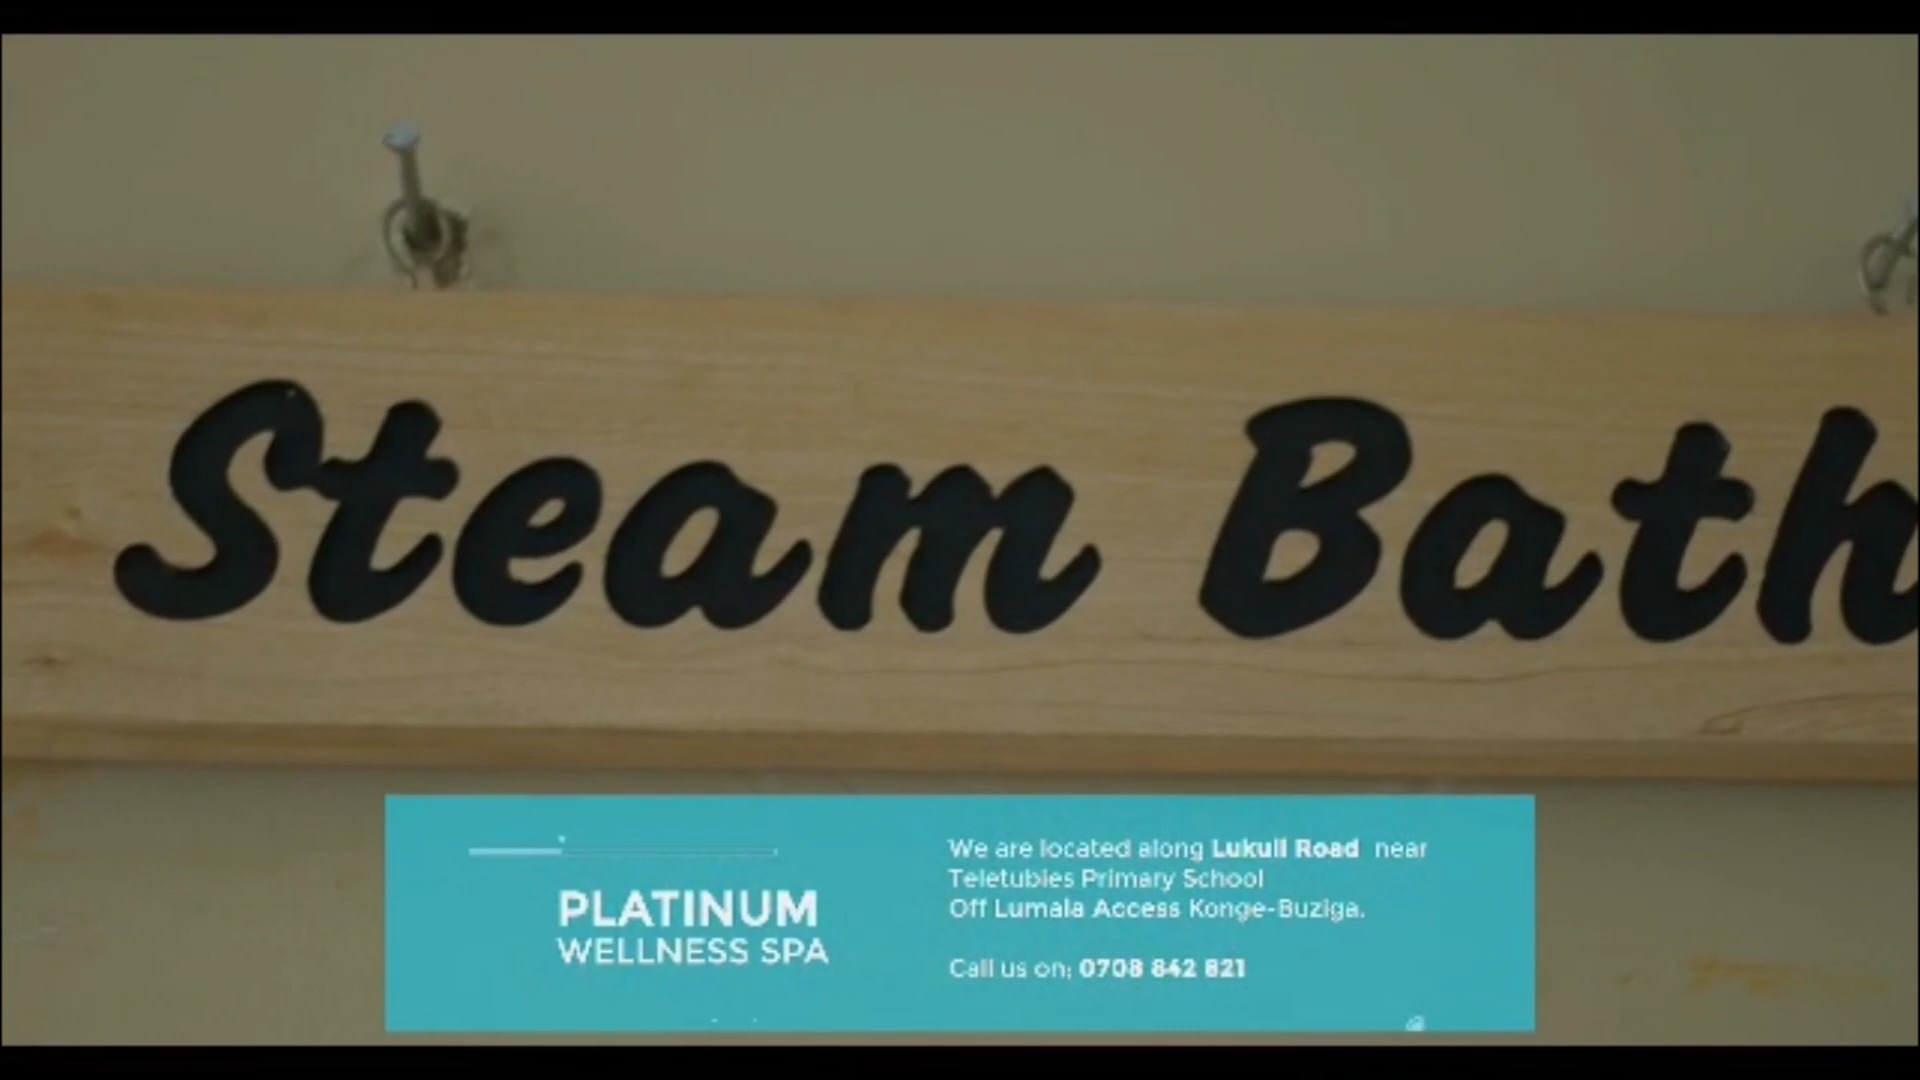 Steam Bath
PLATINUM
WELLNESS SPA
We are located along Lukuli Road near
Teletubies Primary School
Off Lumala Access Konge-Buziga.
Call us on; 0708 842 821